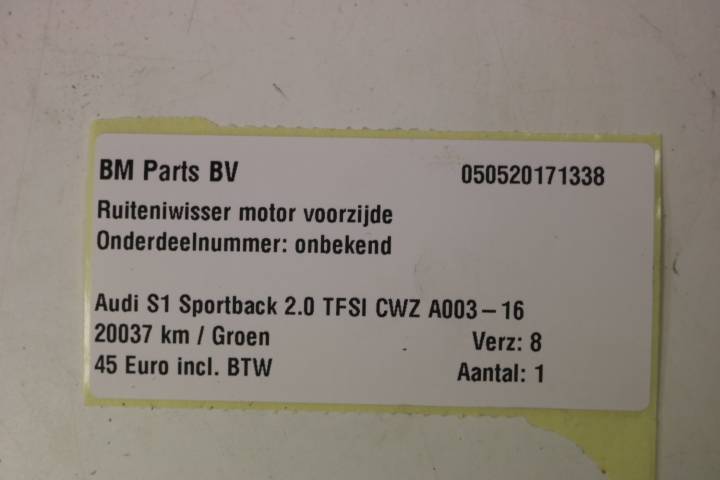 BM Parts BV 050520171338
Ruiteniwisser motor voorzijde
Onderdeelnummer: onbekend
Audi S1 Sportback 2.0 TFSI CWZ A003-16
20037 km / Groen Verz: 8
45 Euro incl. BTW Aantal: 1